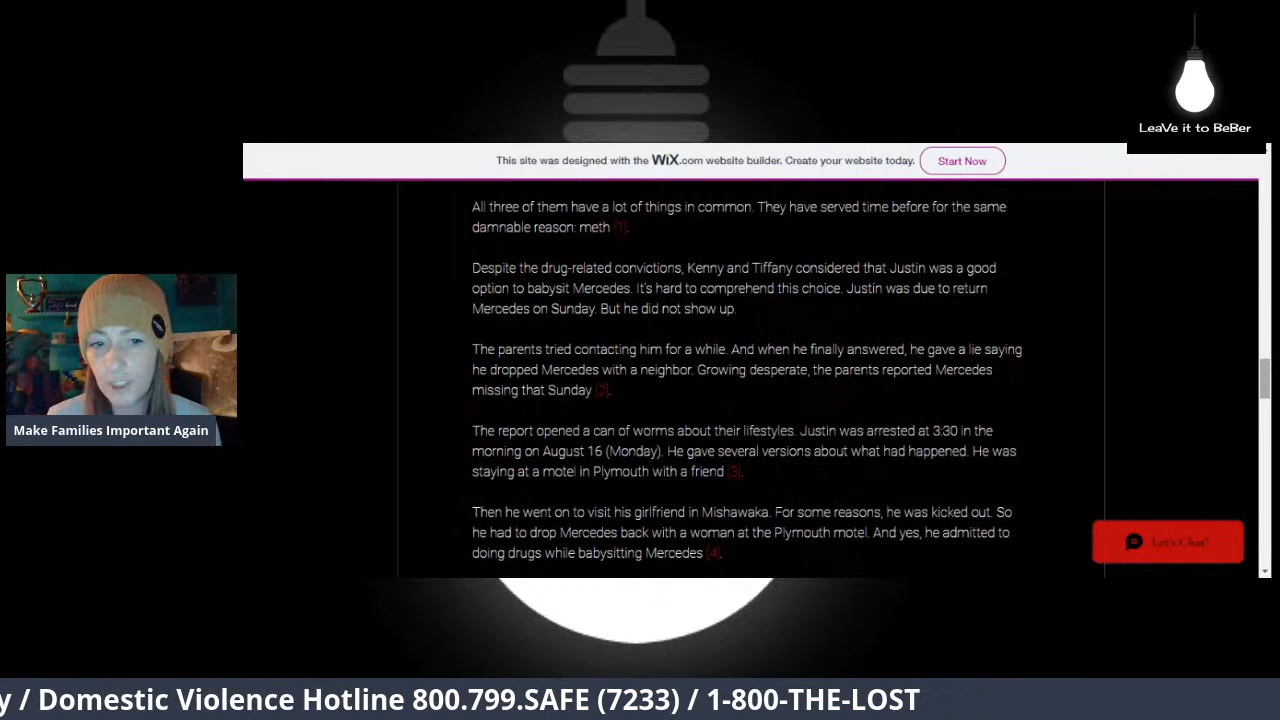 LeaVe it to BeBer
This site was designed with the WiX.com website builder. Create your website today. Start Now
All three of them have a lot of things in common. They have served time before for the same
damnable reason: meth [1].
Despite the drug-related convictions, Kenny and Tiffany considered that Justin was a good
option to babysit Mercedes. It's hard to comprehend this choice. Justin was due to return
Mercedes on Sunday. But he did not show up.
The parents tried contacting him for a while. And when he finally answered, he gave a lie saying
he dropped Mercedes with a neighbor. Growing desperate, the parents reported Mercedes
missing that Sunday [2].
The report opened a can of worms about their lifestyles. Justin was arrested at 3:30 in the
morning on August 16 (Monday). He gave several versions about what had happened. He was
staying at a motel in Plymouth with a friend [3].
Then he went on to visit his girlfriend in Mishawaka. For some reasons, he was kicked out. So
he had to drop Mercedes back with a woman at the Plymouth motel. And yes, he admitted to
doing drugs while babysitting Mercedes [4].
Let's Chat!
Make Families Important Again
y / Domestic Violence Hotline 800.799.SAFE (7233) / 1-800-THE-LOST